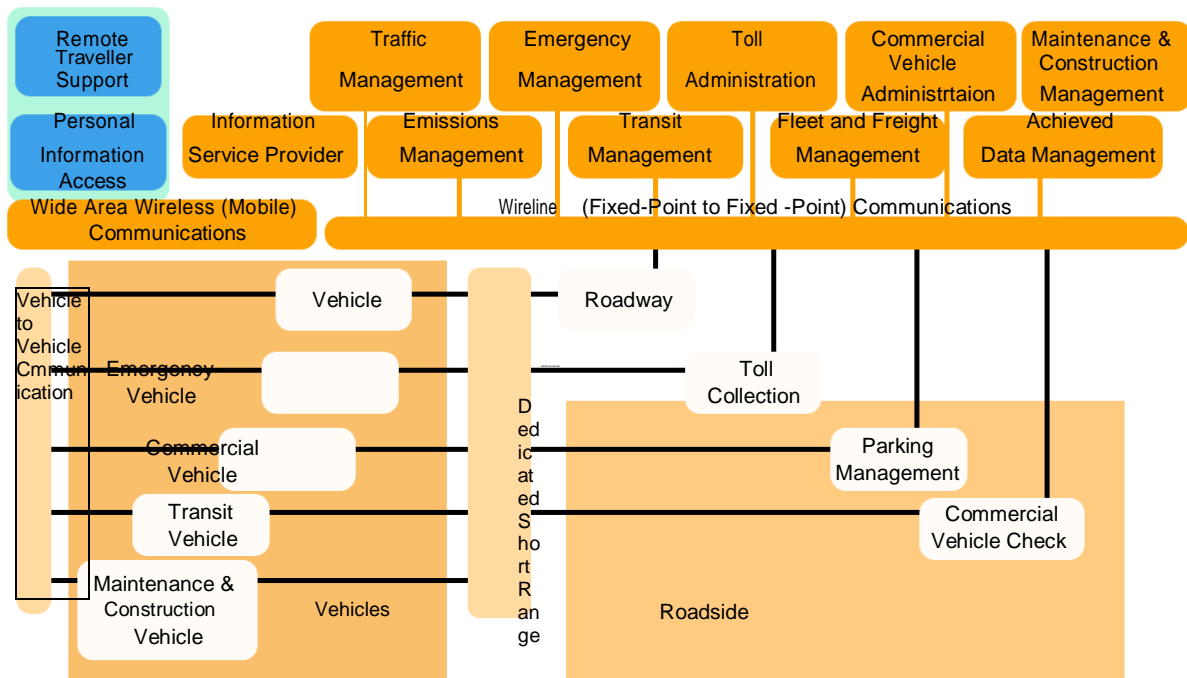 Remote
Traveller
Support
Traffic
Management
Emergency
Management
Toll
Administration
Commercial
Vehicle
Administrtaion
Maintenance &
Construction
Management
Personal
Information
Access
Information
Service Provider
Emissions
Management
Transit
Management
Fleet and Freight
Management
Achieved
Data Management
Wide Area Wireless (Mobile)
Communications
Wireline (Fixed-Point to Fixed -Point) Communications
Vehicle
to
Vehicle
Cmmun
ication
Vehicle
Roadway
Emergency
Vehicle
Toll
Collection
D
ed
ic
at
ed
S
ho
rt
R
an
ge
Commercial
Vehicle
Parking
Management
Transit
Vehicle
Commercial
Vehicle Check
Maintenance &
Construction
Vehicle
Vehicles
Roadside